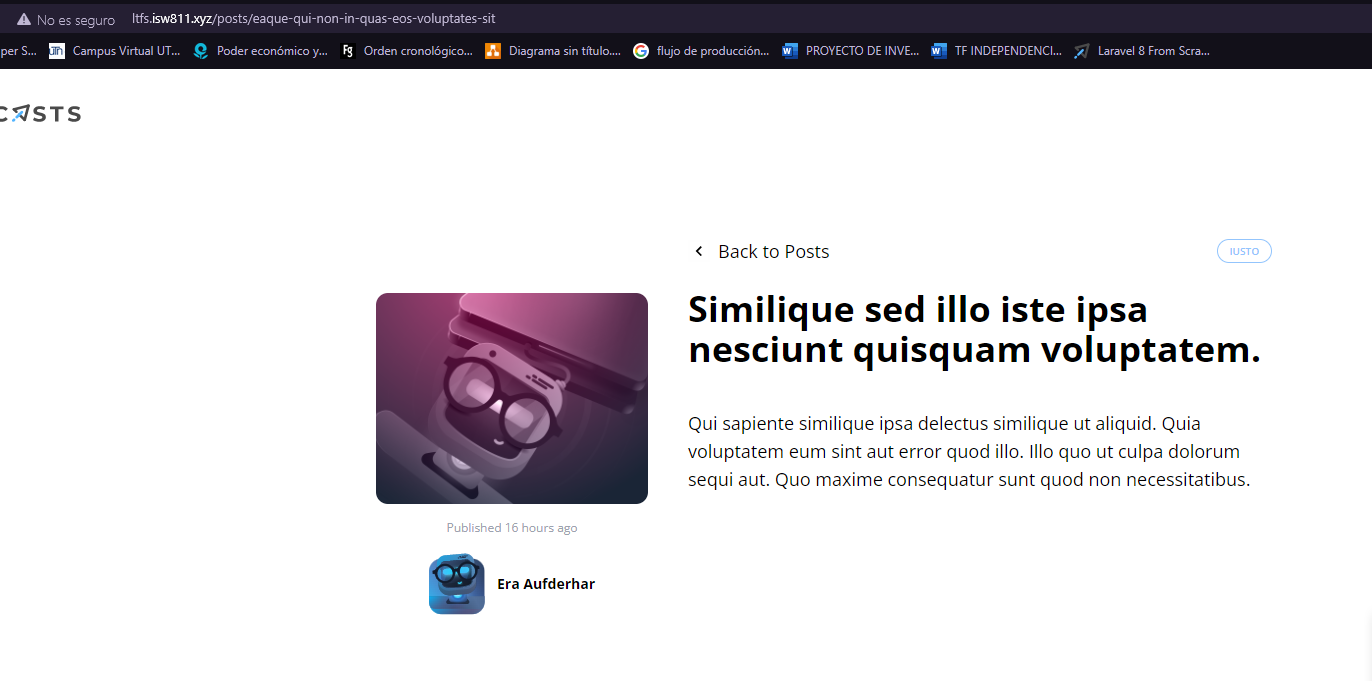 No es seguro ltfs.isw811.xyz/posts/eaque-qui-non-in-quas-eos-voluptates-sit
per S... Campus Virtual UT... Poder económico y... Orden cronológico... Diagrama sin título.... flujo de producción... PROYECTO DE INVE... TF INDEPENDENCI... Laravel 8 From Scra...
CASTS
Back to Posts
IUSTO
Similique sed illo iste ipsa
nesciunt quisquam voluptatem.
Qui sapiente similique ipsa delectus similique ut aliquid. Quia
voluptatem eum sint aut error quod illo. Illo quo ut culpa dolorum
sequi aut. Quo maxime consequatur sunt quod non necessitatibus.
Published 16 hours ago
Era Aufderhar